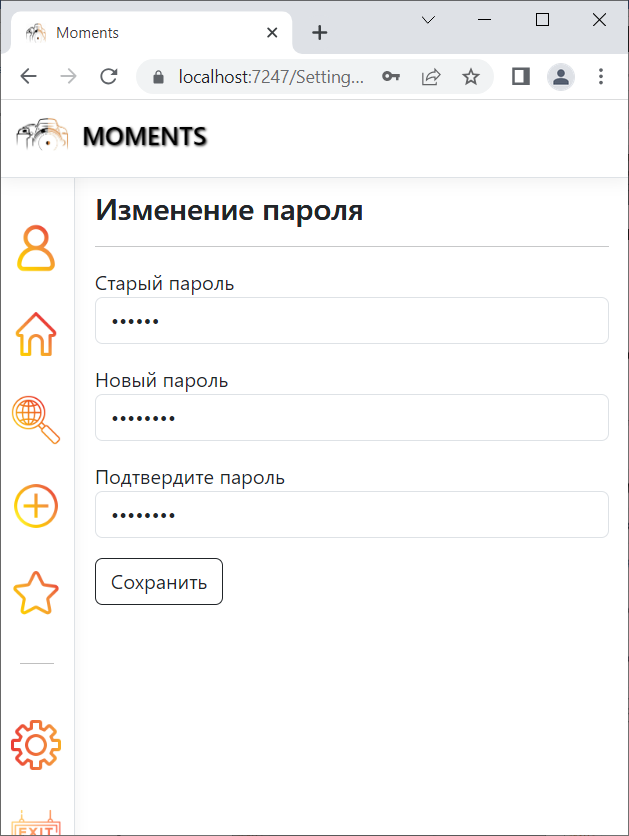 Moments
localhost:7247/Setting...
MOMENTS
Изменение пароля
Старый пароль
••••••
Новый пароль
••••••••
Подтвердите пароль
••••••••
Сохранить
EXIT